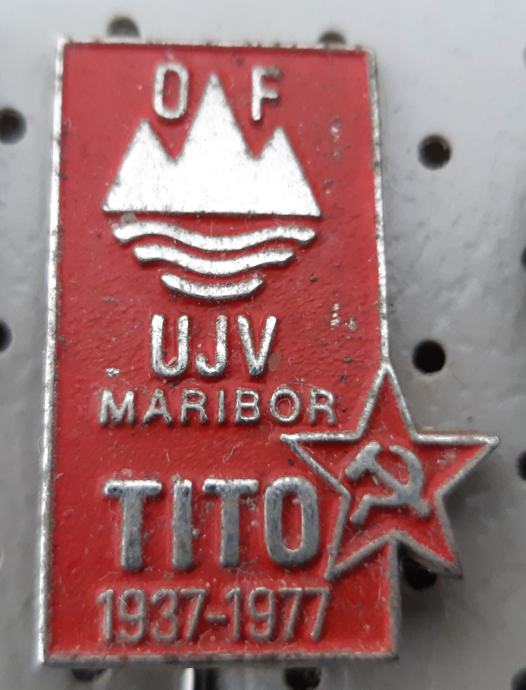 OF
UJV
MARIBOR
TITO
1937-1977